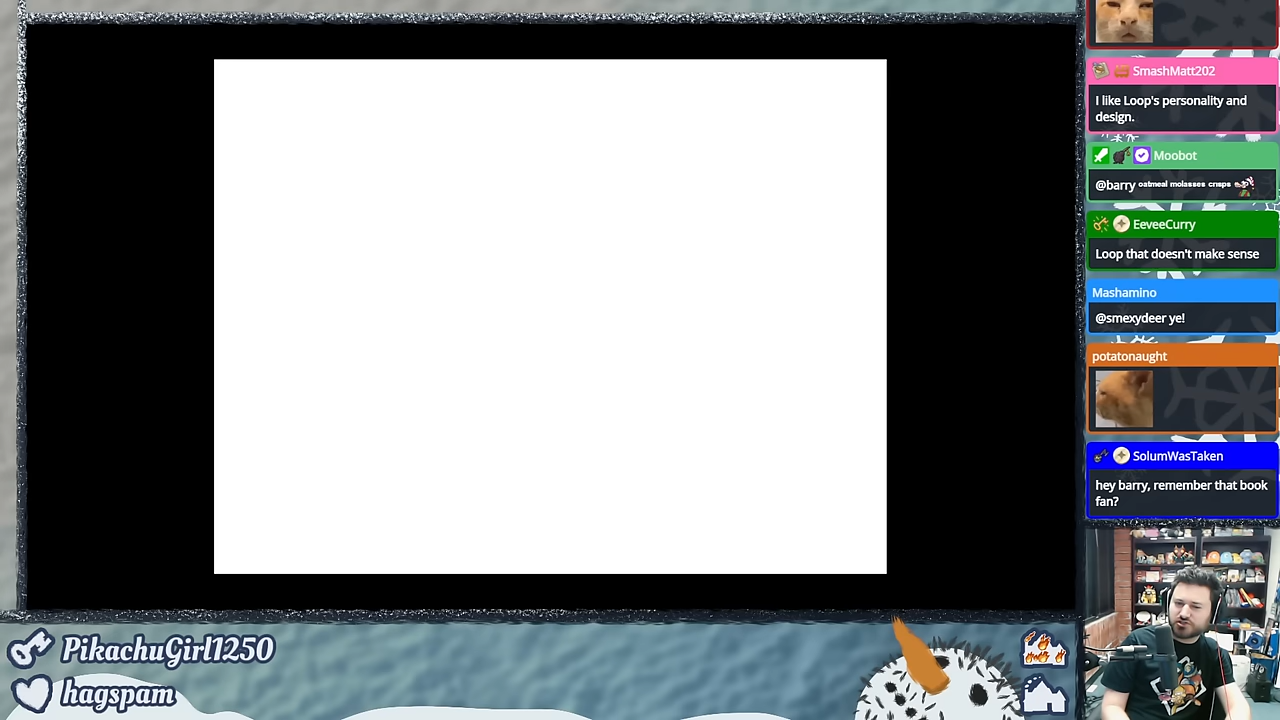 SmashMatt202
I like Loop's personality and
design.
Moobot
@barry oatmeal molasses crisps
EeveeCurry
Loop that doesn't make sense
Mashamino
@smexydeer ye!
potatonaught
SolumWasTaken
hey barry, remember that book
fan?
PikachuGirl1250
hagspam